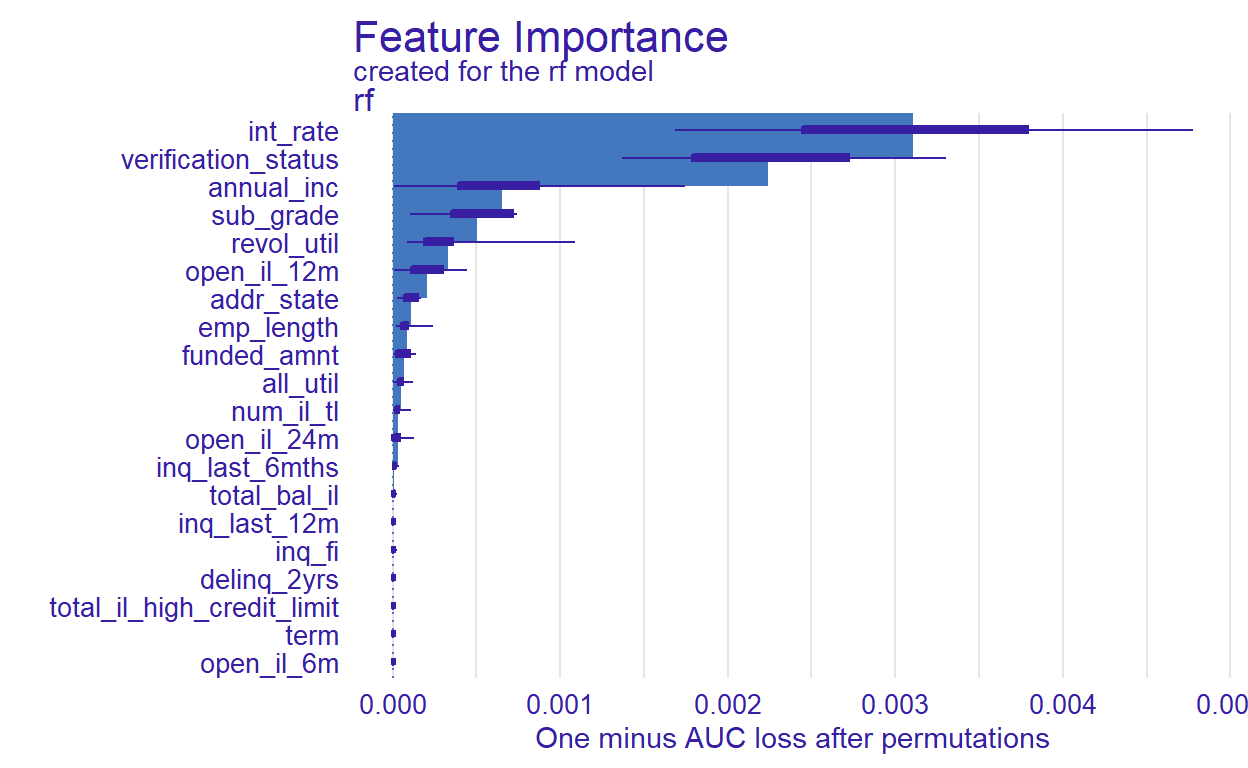 Feature Importance
created for the rf model
rf
int_rate
verification_status
annual_inc
sub_grade
revol_util
open_il_12m
addr_state
emp_length
funded_amnt
all_util
num_il_tl
open_il_24m
inq_last_6mths
total_bal_il
inq_last_12m
inq_fi
delinq_2yrs
total_il_high_credit_limit
term
open_il_6m
0.000 0.001 0.002 0.003 0.004 0.00
One minus AUC loss after permutations